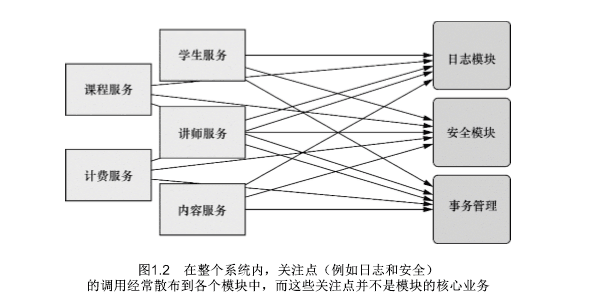 学生服务
日志模块
课程服务
讲师服务
安全模块
计费服务
内容服务
事务管理
图1.2 在整个系统内，关注点（例如日志和安全）
的调用经常散布到各个模块中，而这些关注点并不是模块的核心业务